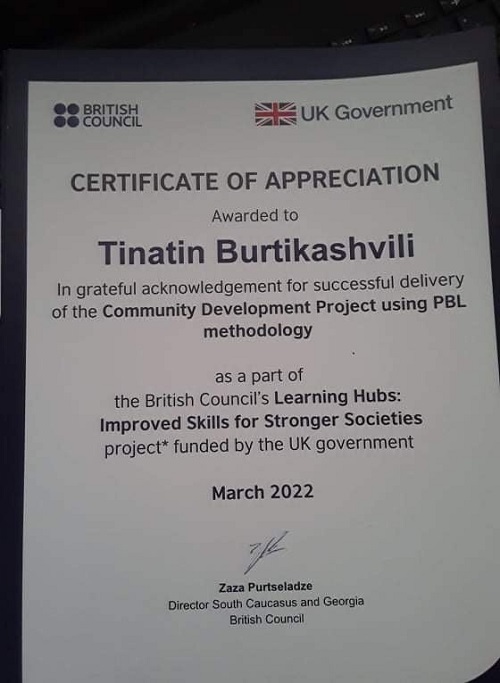 BRITISH
COUNCIL
UK Government
CERTIFICATE OF APPRECIATION
Awarded to
Tinatin Burtikashvili
In grateful acknowledgement for successful delivery
of the Community Development Project using PBL
methodology
as a part of
the British Council's Learning Hubs:
Improved Skills for Stronger Societies
project* funded by the UK government
March 2022
Zaza Purtseladze
Director South Caucasus and Georgia
British Council